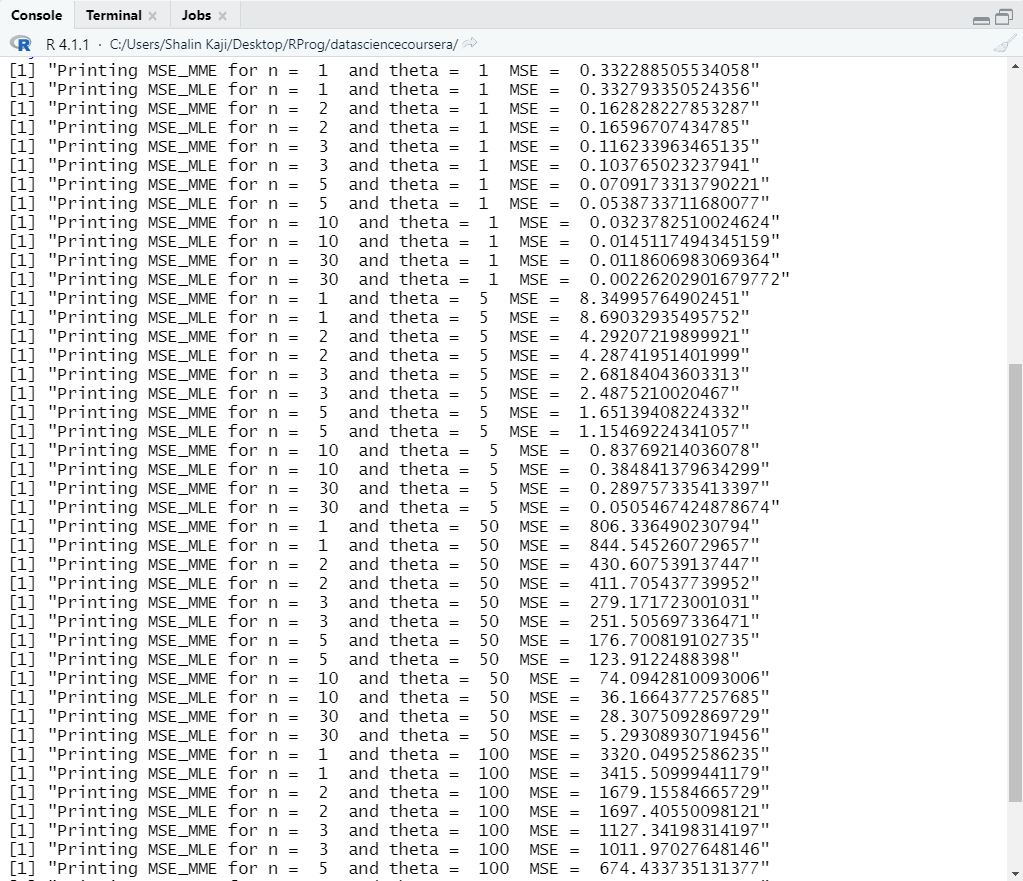 Console Terminal Jobs
R 4.1.1 · C:/Users/Shalin Kaji/Desktop/RProg/datasciencecoursera/
[1] "Printing MSE_MME for n =  1  and theta =  1  MSE =  0.332288505534058"
[1] "Printing MSE_MLE for n =  1  and theta =  1  MSE =  0.332793350524356"
[1] "Printing MSE_MME for n =  2  and theta =  1  MSE =  0.162828227853287"
[1] "Printing MSE_MLE for n =  2  and theta =  1  MSE =  0.16596707434785"
[1] "Printing MSE_MME for n =  3  and theta =  1  MSE =  0.116233963465135"
[1] "Printing MSE_MLE for n =  3  and theta =  1  MSE =  0.103765023237941"
[1] "Printing MSE_MME for n =  5  and theta =  1  MSE =  0.0709173313790221"
[1] "Printing MSE_MLE for n =  5  and theta =  1  MSE =  0.0538733711680077"
[1] "Printing MSE_MME for n =  10  and theta =  1  MSE =  0.0323782510024624"
[1] "Printing MSE_MLE for n =  10  and theta =  1  MSE =  0.0145117494345159"
[1] "Printing MSE_MME for n =  30  and theta =  1  MSE =  0.0118606983069364"
[1] "Printing MSE_MLE for n =  30  and theta =  1  MSE =  0.00226202901679772"
[1] "Printing MSE_MME for n =  1  and theta =  5  MSE =  8.34995764902451"
[1] "Printing MSE_MLE for n =  1  and theta =  5  MSE =  8.69032935495752"
[1] "Printing MSE_MME for n =  2  and theta =  5  MSE =  4.29207219899921"
[1] "Printing MSE_MLE for n =  2  and theta =  5  MSE =  4.28741951401999"
[1] "Printing MSE_MME for n =  3  and theta =  5  MSE =  2.68184043603313"
[1] "Printing MSE_MLE for n =  3  and theta =  5  MSE =  2.4875210020467"
[1] "Printing MSE_MME for n =  5  and theta =  5  MSE =  1.65139408224332"
[1] "Printing MSE_MLE for n =  5  and theta =  5  MSE =  1.15469224341057"
[1] "Printing MSE_MME for n =  10  and theta =  5  MSE =  0.83769214036078"
[1] "Printing MSE_MLE for n =  10  and theta =  5  MSE =  0.384841379634299"
[1] "Printing MSE_MME for n =  30  and theta =  5  MSE =  0.289757335413397"
[1] "Printing MSE_MLE for n =  30  and theta =  5  MSE =  0.0505467424878674"
[1] "Printing MSE_MME for n =  1  and theta =  50  MSE =  806.336490230794"
[1] "Printing MSE_MLE for n =  1  and theta =  50  MSE =  844.545260729657"
[1] "Printing MSE_MME for n =  2  and theta =  50  MSE =  430.607539137447"
[1] "Printing MSE_MLE for n =  2  and theta =  50  MSE =  411.705437739952"
[1] "Printing MSE_MME for n =  3  and theta =  50  MSE =  279.171723001031"
[1] "Printing MSE_MLE for n =  3  and theta =  50  MSE =  251.505697336471"
[1] "Printing MSE_MME for n =  5  and theta =  50  MSE =  176.700819102735"
[1] "Printing MSE_MLE for n =  5  and theta =  50  MSE =  123.9122488398"
[1] "Printing MSE_MME for n =  10  and theta =  50  MSE =  74.0942810093006"
[1] "Printing MSE_MLE for n =  10  and theta =  50  MSE =  36.1664377257685"
[1] "Printing MSE_MME for n =  30  and theta =  50  MSE =  28.3075092869729"
[1] "Printing MSE_MLE for n =  30  and theta =  50  MSE =  5.29308930719456"
[1] "Printing MSE_MME for n =  1  and theta =  100  MSE =  3320.04952586235"
[1] "Printing MSE_MLE for n =  1  and theta =  100  MSE =  3415.50999441179"
[1] "Printing MSE_MME for n =  2  and theta =  100  MSE =  1679.15584665729"
[1] "Printing MSE_MLE for n =  2  and theta =  100  MSE =  1697.40550098121"
[1] "Printing MSE_MME for n =  3  and theta =  100  MSE =  1127.34198314197"
[1] "Printing MSE_MLE for n =  3  and theta =  100  MSE =  1011.97027648146"
[1] "Printing MSE_MME for n =  5  and theta =  100  MSE =  674.433735131377"